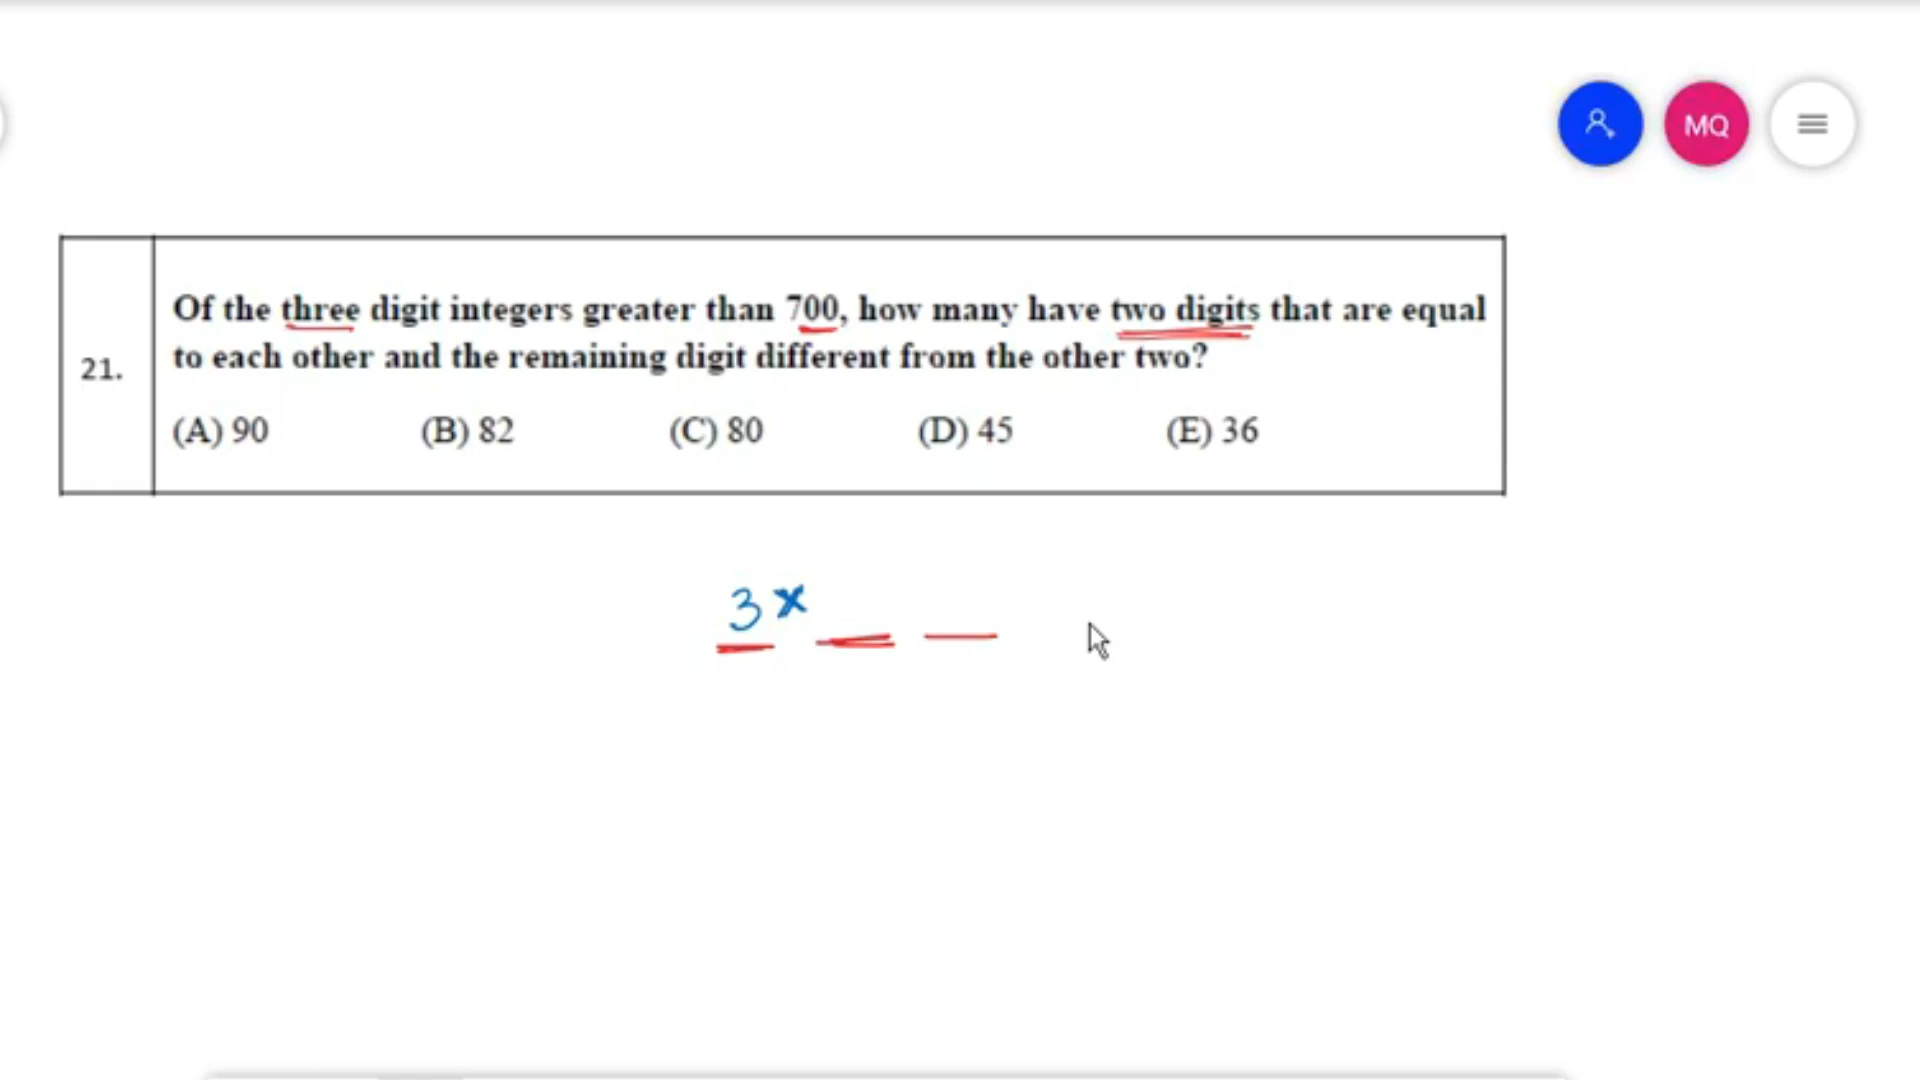 MQ
21.
Of the three digit integers greater than 700, how many have two digits that are equal
to each other and the remaining digit different from the other two?
(A) 90 (B) 82 (C) 80 (D) 45 (E) 36
3 x